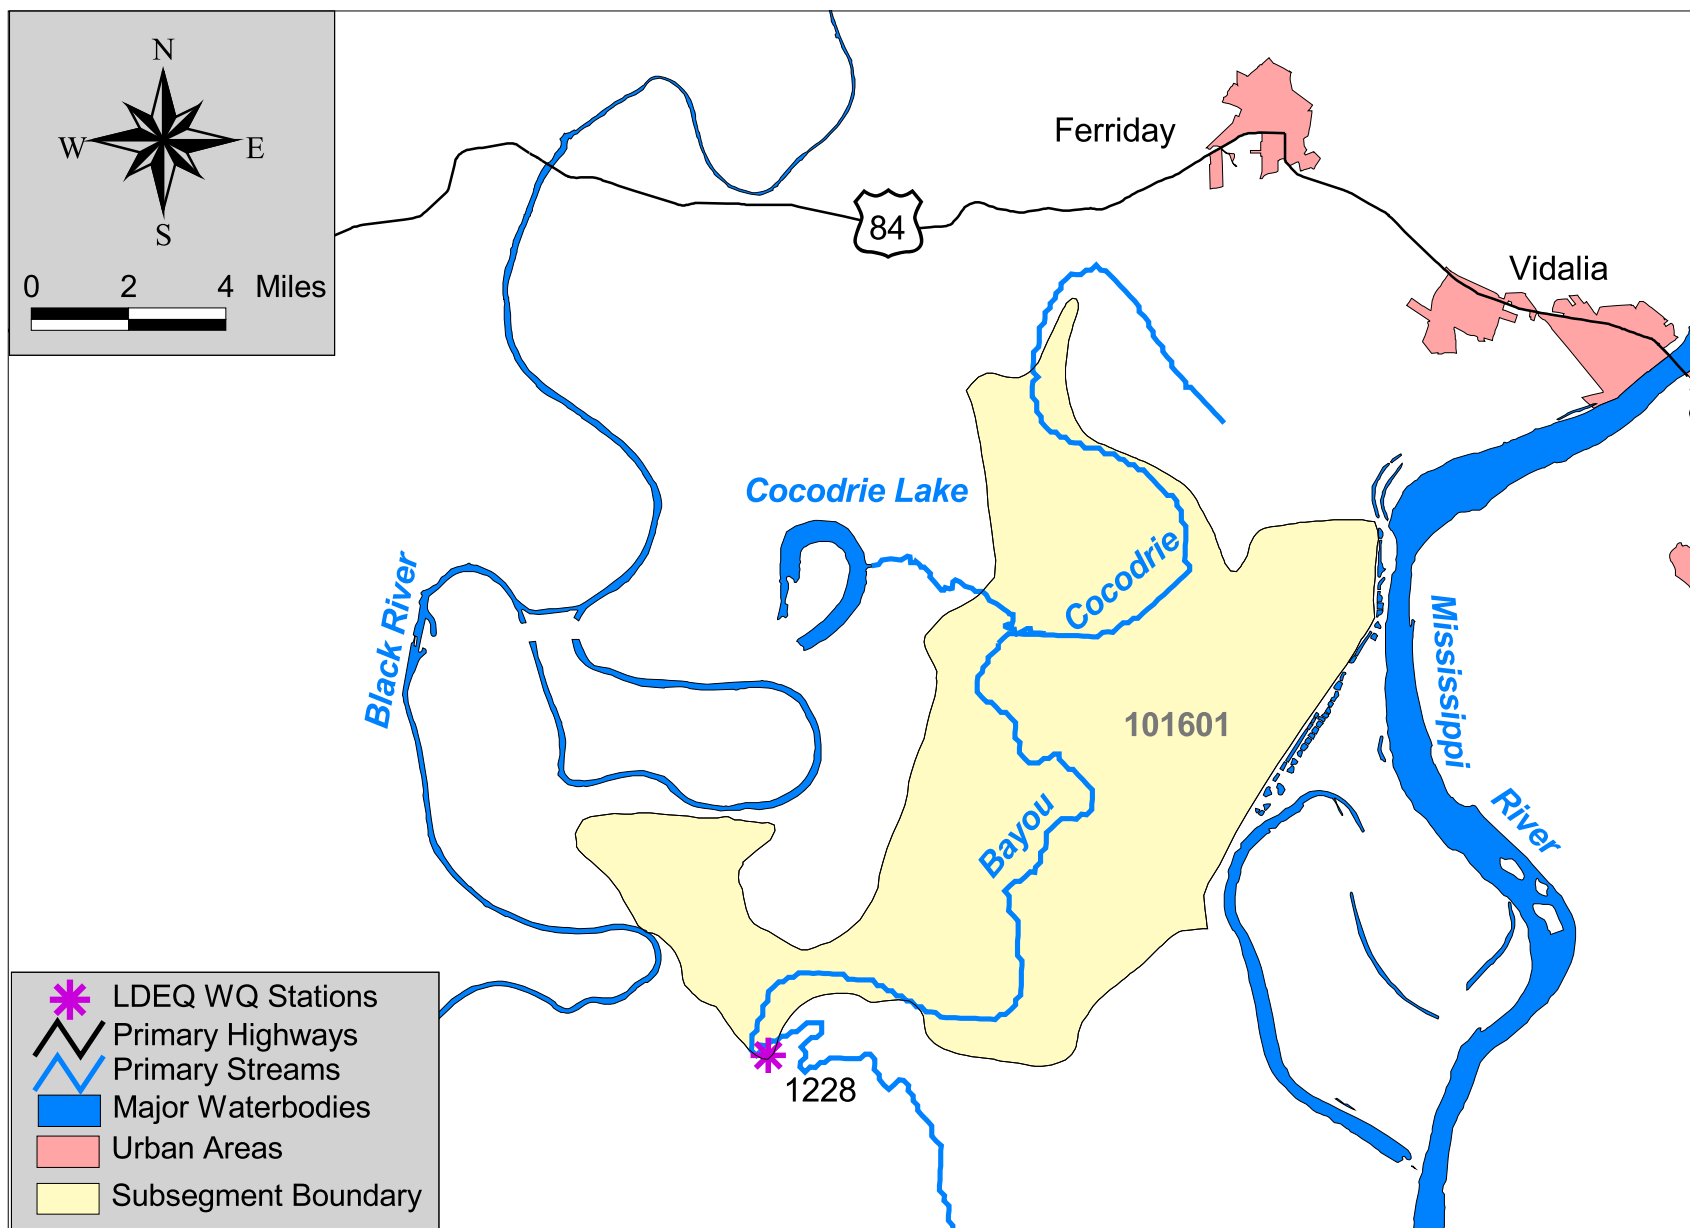 N
W E
S
0 2 4 Miles
Ferriday
84
Vidalia
Cocodrie Lake
Cocodrie
Black River
Mississippi
101601
River
Bayou
1228
LDEQ WQ Stations
Primary Highways
Primary Streams
Major Waterbodies
Urban Areas
Subsegment Boundary